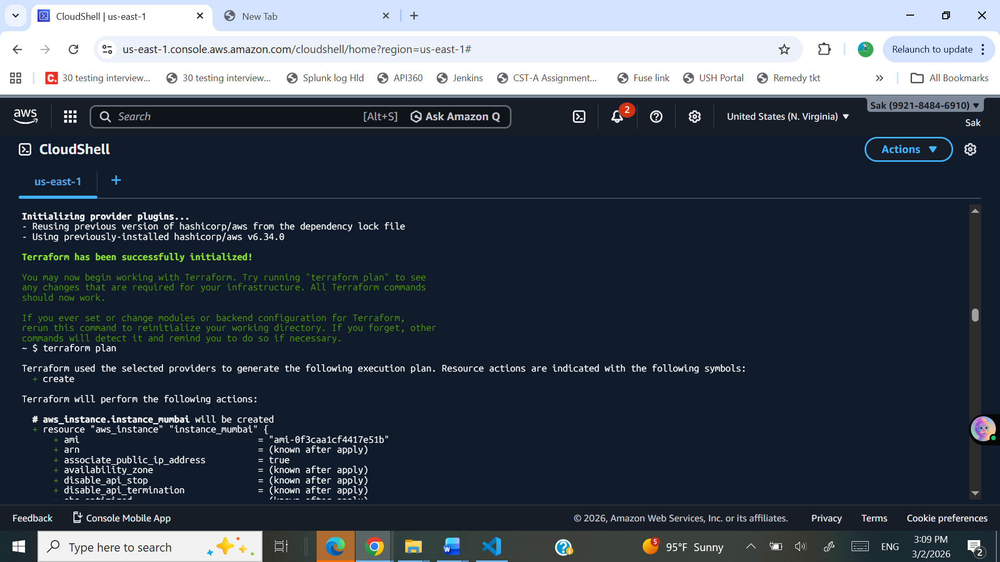 CloudShell | us-east-1
New Tab
us-east-1.console.aws.amazon.com/cloudshell/home?region=us-east-1#
Relaunch to update
30 testing interview...
30 testing interview...
Splunk log Hld
API360
Jenkins
CST-A Assignment...
Fuse link
USH Portal
Remedy tkt
All Bookmarks
aws
Search
[Alt+S]
Ask Amazon Q
2
United States (N. Virginia)
Sak (9921-8484-6910)
Sak
CloudShell
Actions
us-east-1
Initializing provider plugins...
- Reusing previous version of hashicorp/aws from the dependency lock file
- Using previously-installed hashicorp/aws v6.34.0
Terraform has been successfully initialized!
You may now begin working with Terraform. Try running "terraform plan" to see
any changes that are required for your infrastructure. All Terraform commands
should now work.
If you ever set or change modules or backend configuration for Terraform,
rerun this command to reinitialize your working directory. If you forget, other
commands will detect it and remind you to do so if necessary.
~ $ terraform plan
Terraform used the selected providers to generate the following execution plan. Resource actions are indicated with the following symbols:
+ create
Terraform will perform the following actions:
# aws_instance.instance_mumbai will be created
+ resource "aws_instance" "instance_mumbai" {
+ ami = "ami-0f3caa1cf4417e51b"
+ arn = (known after apply)
+ associate_public_ip_address = true
+ availability_zone = (known after apply)
+ disable_api_stop = (known after apply)
+ disable_api_termination = (known after apply)
+ ebs_optimized = (known after apply)
Feedback
Console Mobile App
© 2026, Amazon Web Services, Inc. or its affiliates.
Privacy
Terms
Cookie preferences
Type here to search
5
95°F Sunny
ENG
3:09 PM
3/2/2026
2